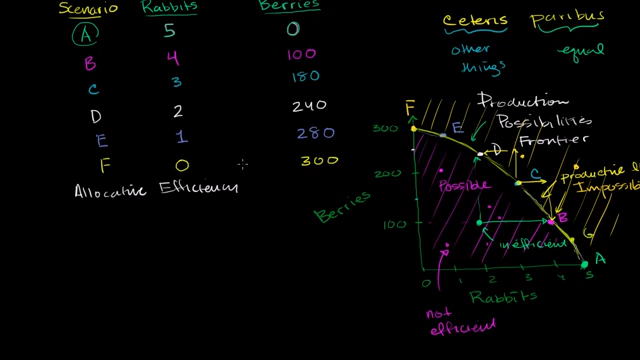 Scenario Rabbits Berries
A 5 0
B 4 100
C 3 180
D 2 240
E 1 280
F 0 300
Allocative Efficiency
ceteris paribus
other things
equal
F
E
D
C
B
G
A
Production Possibilities Frontier
300
200
100
Berries
Possible
productive
Impossib
inefficient
0 1 2 3 4 5
Rabbits
not efficient